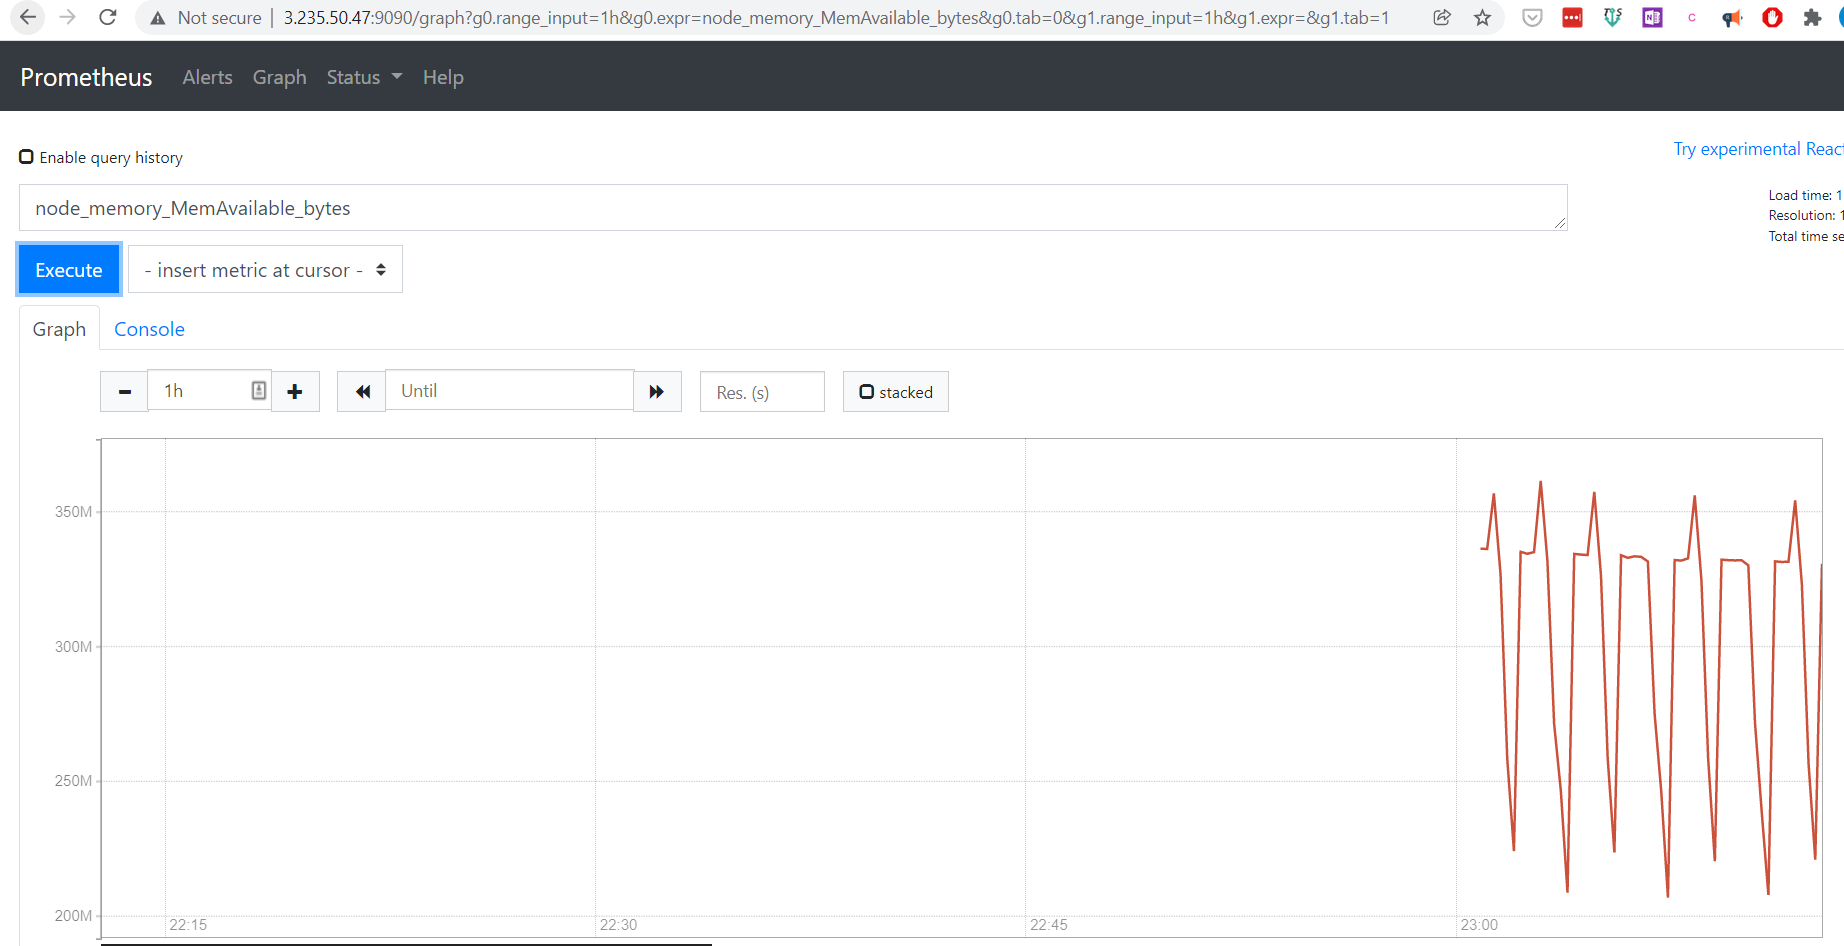 Not secure | 3.235.50.47:9090/graph?g0.range_input=1h&g0.expr=node_memory_MemAvailable_bytes&g0.tab=0&g1.range_input=1h&g1.expr=&g1.tab=1
Prometheus Alerts Graph Status Help
Enable query history
Try experimental React
node_memory_MemAvailable_bytes
Load time: 1
Resolution: 1
Total time se
Execute - insert metric at cursor -
Graph Console
1h Until Res. (s) stacked
350M
300M
250M
200M
22:15 22:30 22:45 23:00